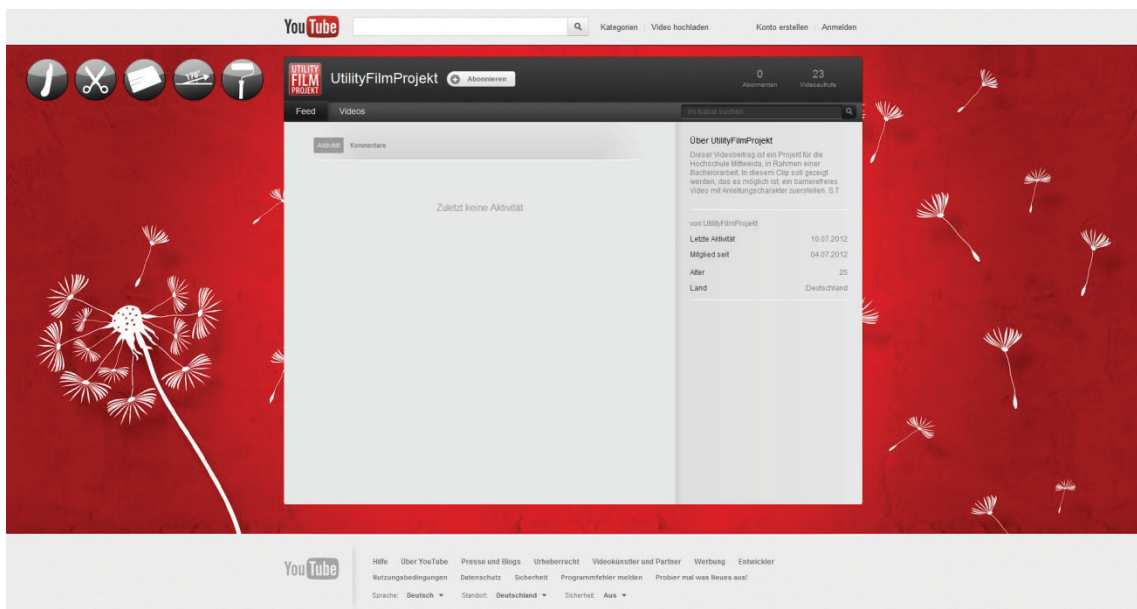 YouTube
Kategorien Video hochladen Konto erstellen Anmelden
170°
UTILITY
FILM
PROJEKT
UtilityFilmProjekt Abonnieren
0 23
Abonnenten Videoaufrufe
Feed Videos Im Kanal suchen
Aktivität Kommentare
Zuletzt keine Aktivität
Über UtilityFilmProjekt
Dieser Videobeitrag ist ein Projekt für die
Hochschule Mittweida, in Rahmen einer
Bachelorarbeit. In diesem Clip soll gezeigt
werden, das es möglich ist, ein barrierefreies
Video mit Anleitungscharakter zuerstellen. S.T
von UtilityFilmProjekt
Letzte Aktivität 10.07.2012
Mitglied seit 04.07.2012
Alter 25
Land Deutschland
YouTube
Hilfe Über YouTube Presse und Blogs Urheberrecht Videokünstler und Partner Werbung Entwickler
Nutzungsbedingungen Datenschutz Sicherheit Programmfehler melden Probier mal was Neues aus!
Sprache: Deutsch Standort: Deutschland Sicherheit: Aus